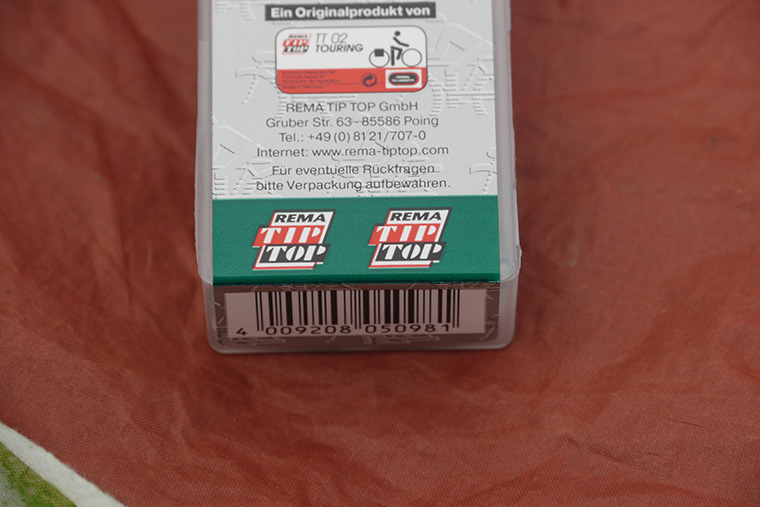 Ein Originalprodukt von
REMA
TIP
TOP
TT 02
TOURING
REMA TIP TOP GmbH
Gruber Str. 63 - 85586 Poing
Tel.: +49 (0) 81 21/707-0
Internet: www.rema-tiptop.com
Für eventuelle Rückfragen
bitte Verpackung aufbewahren.
REMA
TIP
TOP
REMA
TIP
TOP
4 009208 050981